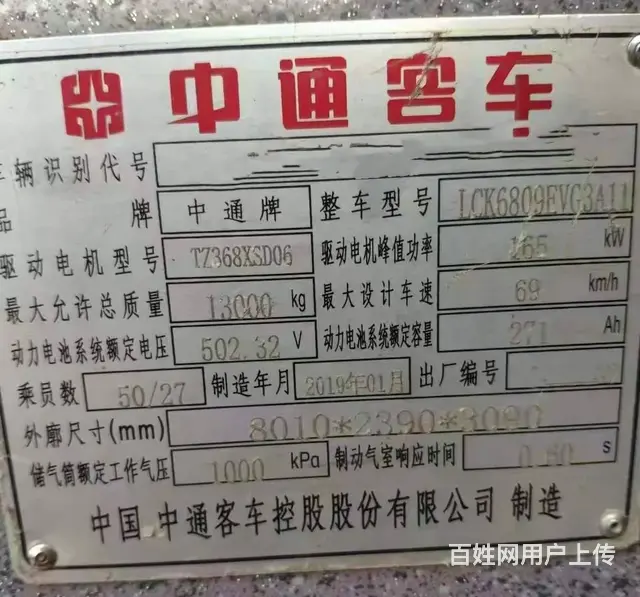 中通客车
车辆识别代号
品牌 中通牌 整车型号 LCK6809EVG3A11
驱动电机型号 TZ368XSD06 驱动电机峰值功率 165 kW
最大允许总质量 13000 kg 最大设计车速 69 km/h
动力电池系统额定电压 502.32 V 动力电池系统额定容量 271 Ah
乘员数 50/27 制造年月 2019年01月 出厂编号
外廓尺寸(mm) 8010*2390*3090
储气筒额定工作气压 1000 kPa 制动气室响应时间 0.60 s
中国 中通客车控股股份有限公司 制造
百姓网用户上传